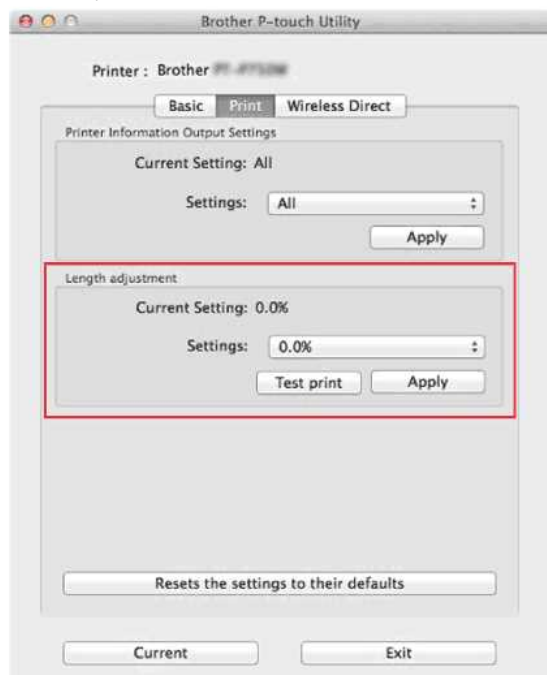 Brother P-touch Utility
Printer : Brother
Basic Print Wireless Direct
Printer Information Output Settings
Current Setting: All
Settings: All
Apply
Length adjustment
Current Setting: 0.0%
Settings: 0.0%
Test print Apply
Resets the settings to their defaults
Current Exit